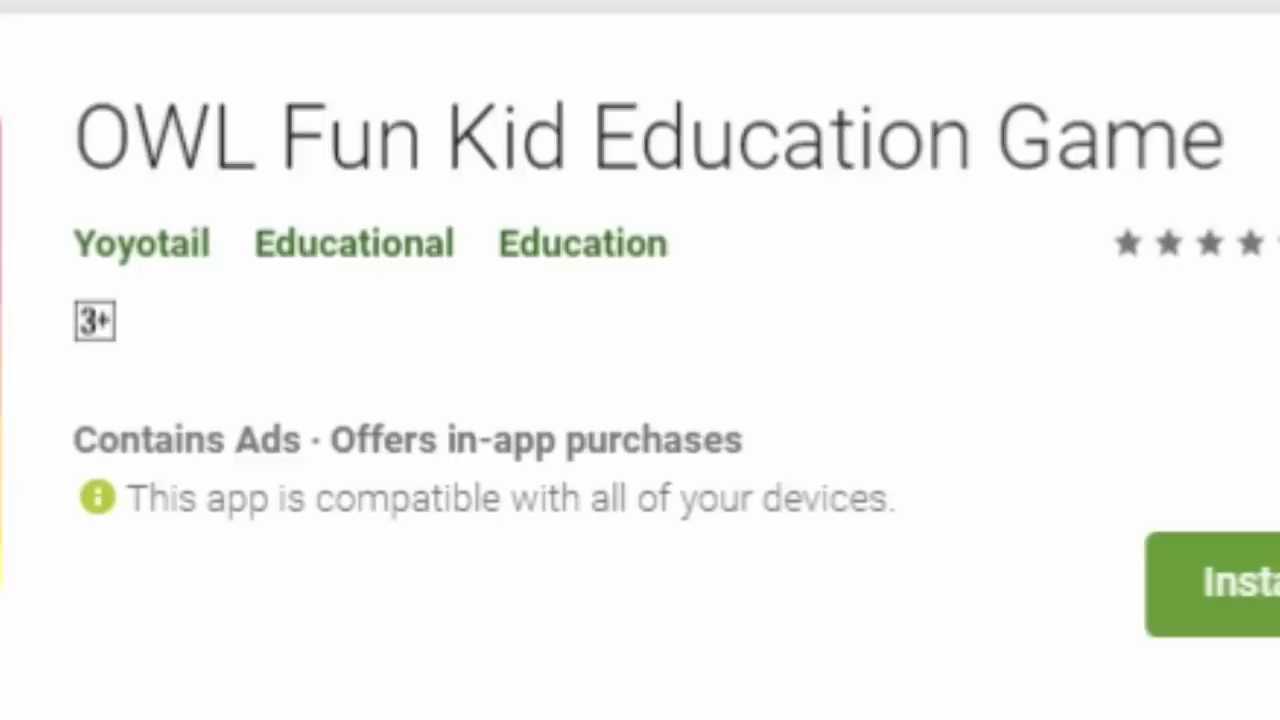 OWL Fun Kid Education Game
Yoyotail Educational Education
3+
Contains Ads · Offers in-app purchases
This app is compatible with all of your devices.
Insta